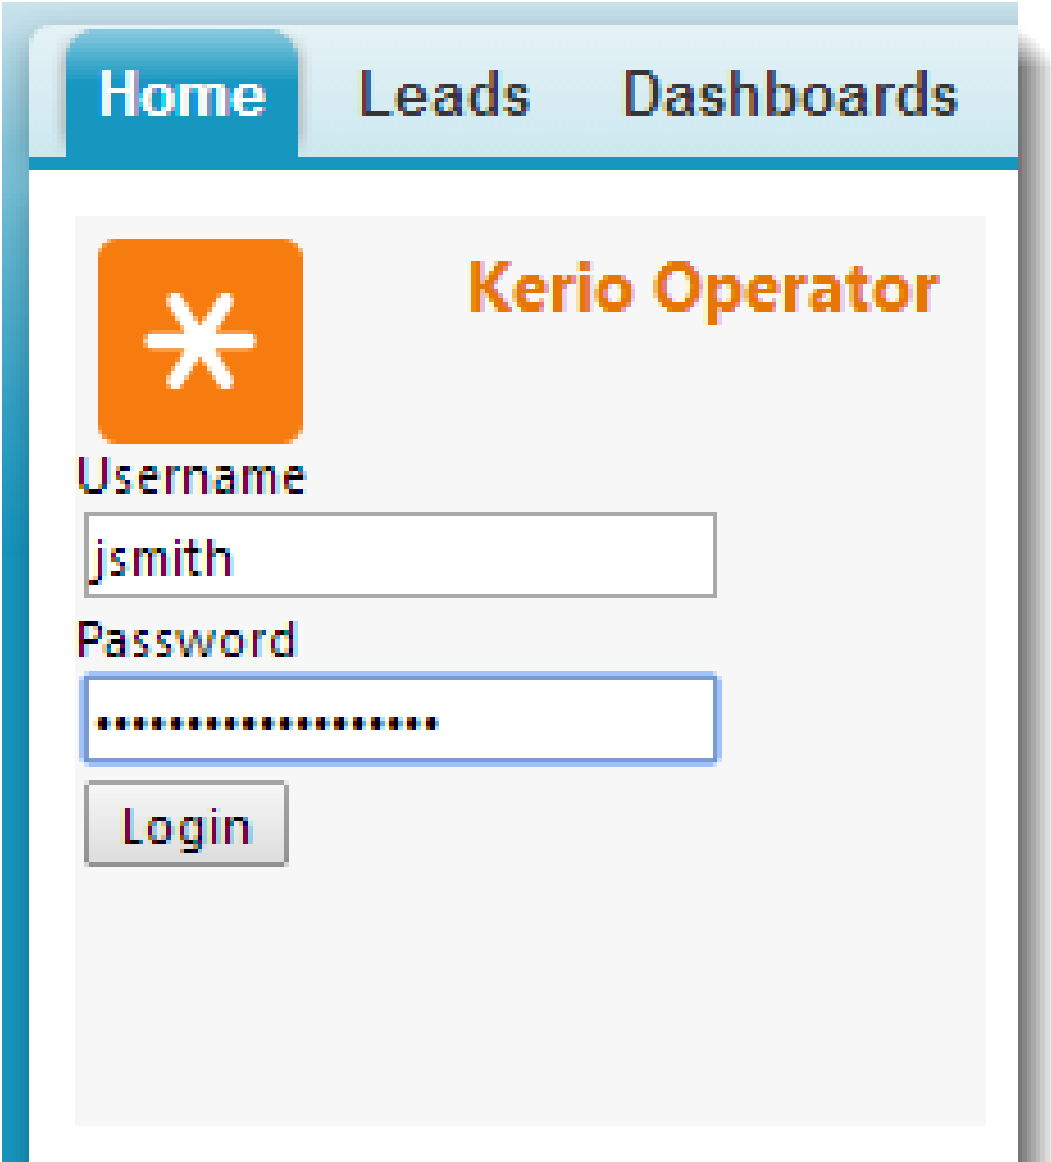 Home Leads Dashboards
Kerio Operator
Username
jsmith
Password
•••••••••••••••••••
Login